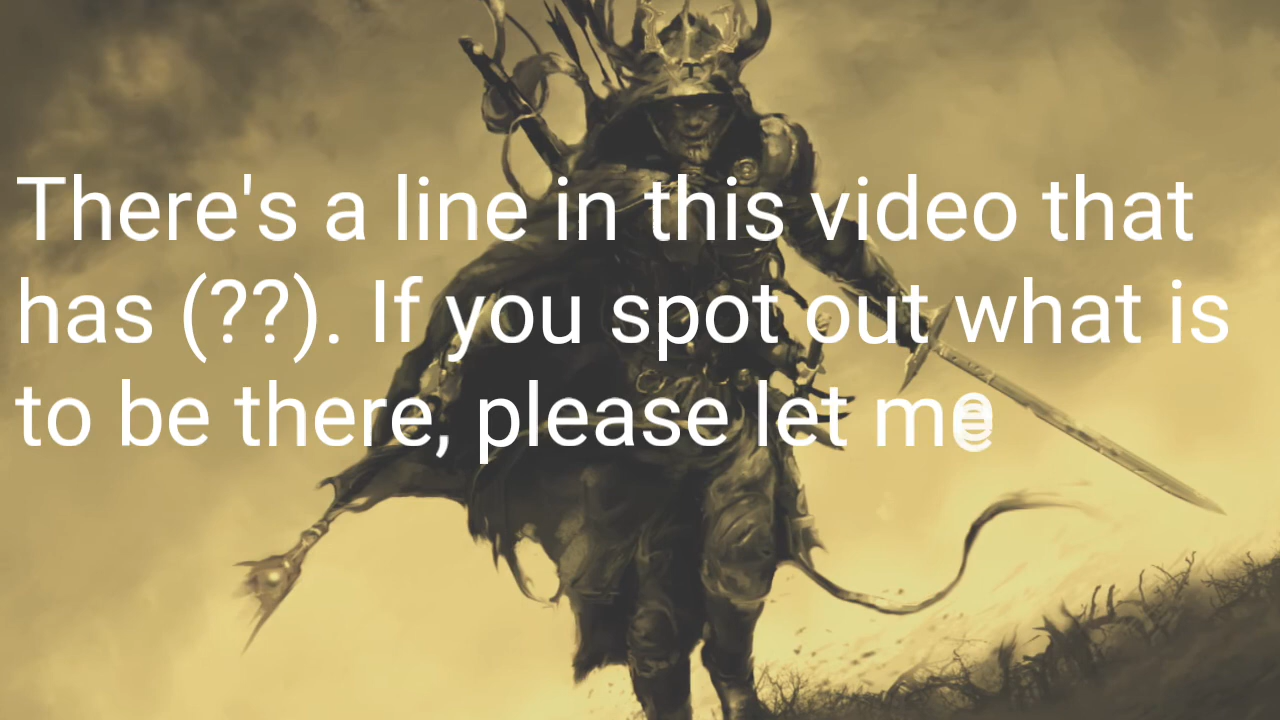 There's a line in this video that
has (??). If you spot out what is
to be there, please let me